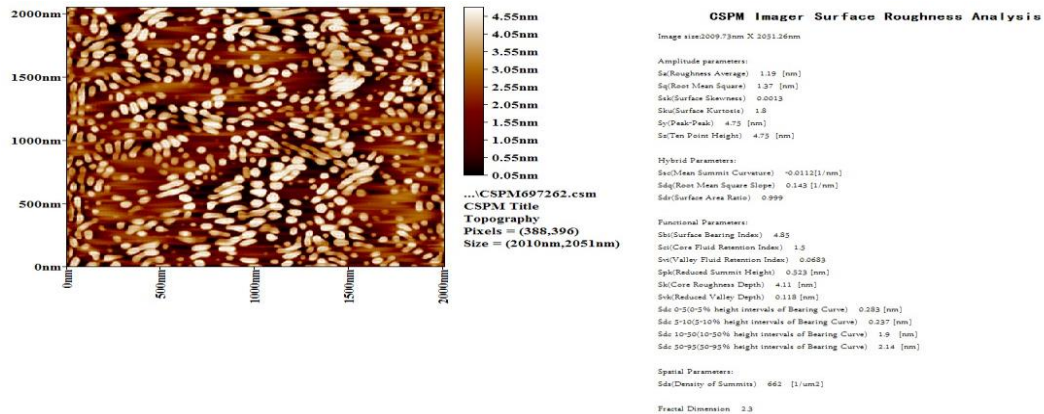 2000nm
1500nm
1000nm
500nm
0nm
0nm
500nm
1000nm
1500nm
2000nm
4.55nm
4.05nm
3.55nm
3.05nm
2.55nm
2.05nm
1.55nm
1.05nm
0.55nm
0.05nm
...\CSPM697262.csm
CSPM Title
Topography
Pixels = (388,396)
Size = (2010nm,2051nm)
CSPM Imager Surface Roughness Analysis
Image size:2009.73nm X 2051.26nm
Amplitude parameters:
Sa(Roughness Average) 1.19 [nm]
Sq(Root Mean Square) 1.37 [nm]
Ssk(Surface Skewness) 0.0013
Sku(Surface Kurtosis) 1.8
Sy(Peak-Peak) 4.75 [nm]
Sz(Ten Point Height) 4.75 [nm]
Hybrid Parameters:
Ssc(Mean Summit Curvature) -0.0112[1/nm]
Sdq(Root Mean Square Slope) 0.143 [1/nm]
Sdr(Surface Area Ratio) 0.999
Functional Parameters:
Sbi(Surface Bearing Index) 4.85
Sci(Core Fluid Retention Index) 1.5
Svi(Valley Fluid Retention Index) 0.0683
Spk(Reduced Summit Height) 0.323 [nm]
Sk(Core Roughness Depth) 4.11 [nm]
Svk(Reduced Valley Depth) 0.118 [nm]
Sdc 0-5(0-5% height intervals of Bearing Curve) 0.283 [nm]
Sdc 5-10(5-10% height intervals of Bearing Curve) 0.237 [nm]
Sdc 10-50(10-50% height intervals of Bearing Curve) 1.9 [nm]
Sdc 50-95(50-95% height intervals of Bearing Curve) 2.14 [nm]
Spatial Parameters:
Sds(Density of Summits) 662 [1/um2]
Fractal Dimension 2.3